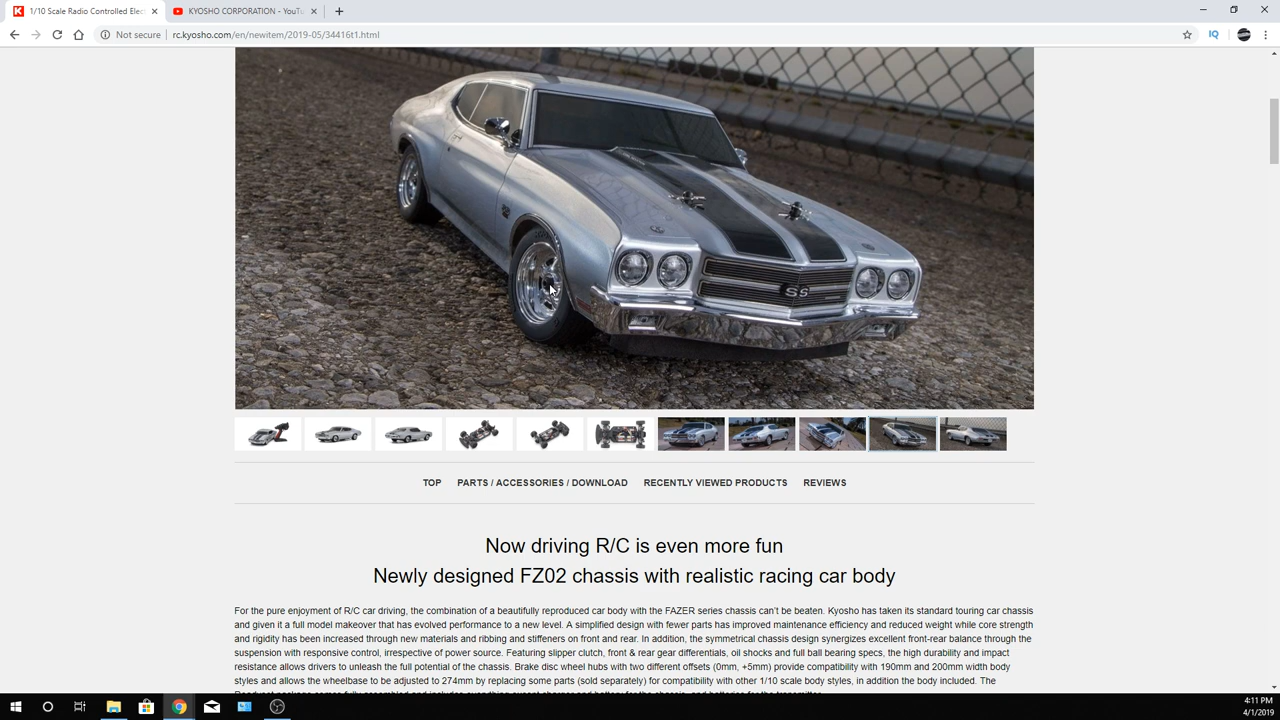 1/10 Scale Radio Controlled Elec
KYOSHO CORPORATION - YouTu
Not secure
rc.kyosho.com/en/newitem/2019-05/34416t1.html
IQ
SS
TOP
PARTS / ACCESSORIES / DOWNLOAD
RECENTLY VIEWED PRODUCTS
REVIEWS
Now driving R/C is even more fun
Newly designed FZ02 chassis with realistic racing car body
For the pure enjoyment of R/C car driving, the combination of a beautifully reproduced car body with the FAZER series chassis can't be beaten. Kyosho has taken its standard touring car chassis
and given it a full model makeover that has evolved performance to a new level. A simplified design with fewer parts has improved maintenance efficiency and reduced weight while core strength
and rigidity has been increased through new materials and ribbing and stiffeners on front and rear. In addition, the symmetrical chassis design synergizes excellent front-rear balance through the
suspension with responsive control, irrespective of power source. Featuring slipper clutch, front & rear gear differentials, oil shocks and full ball bearing specs, the high durability and impact
resistance allows drivers to unleash the full potential of the chassis. Brake disc wheel hubs with two different offsets (0mm, +5mm) provide compatibility with 190mm and 200mm width body
styles and allows the wheelbase to be adjusted to 274mm by replacing some parts (sold separately) for compatibility with other 1/10 scale body styles, in addition the body included. The
4:11 PM
4/1/2019